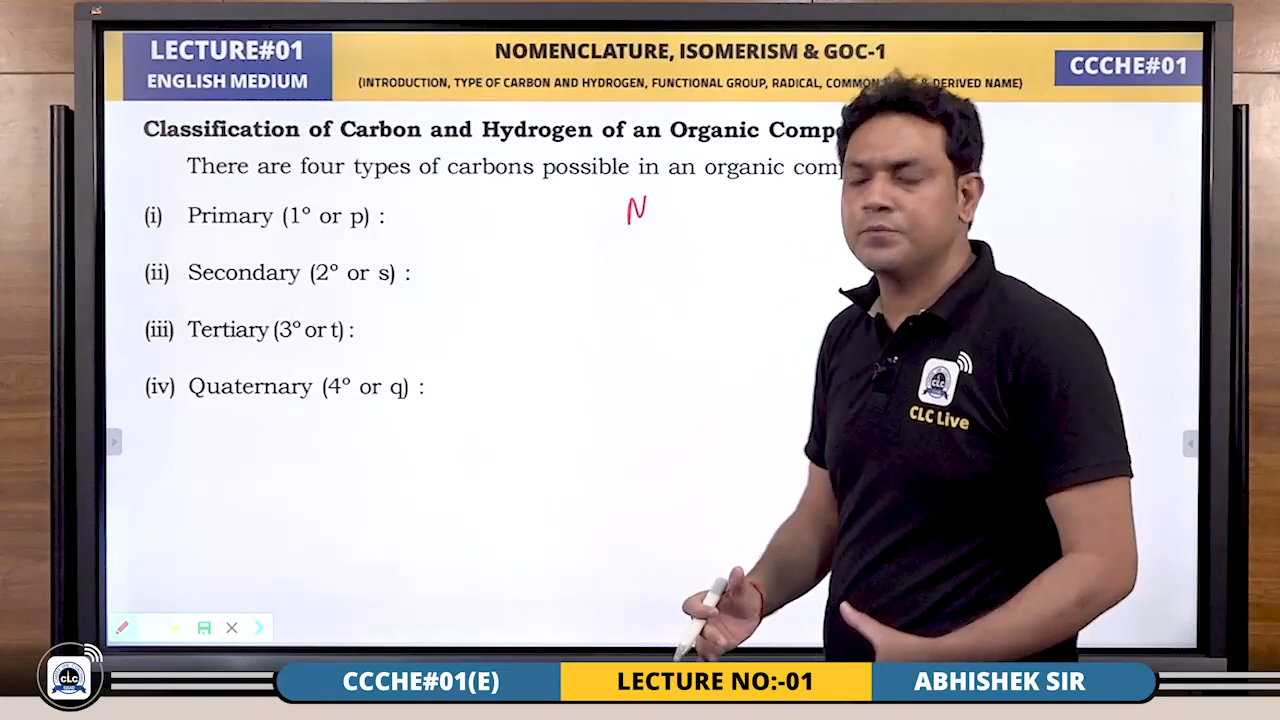 LECTURE#01
ENGLISH MEDIUM
NOMENCLATURE, ISOMERISM & GOC-1
(INTRODUCTION, TYPE OF CARBON AND HYDROGEN, FUNCTIONAL GROUP, RADICAL, COMMON & DERIVED NAME)
CCCHE#01
Classification of Carbon and Hydrogen of an Organic
There are four types of carbons possible in an organic
(i) Primary (1° or p) :
N
(ii) Secondary (2° or s) :
(iii) Tertiary (3° or t) :
(iv) Quaternary (4° or q) :
CLC
CLC Live
CLC
SIKAR
CCCHE#01(E)
LECTURE NO:-01
ABHISHEK SIR